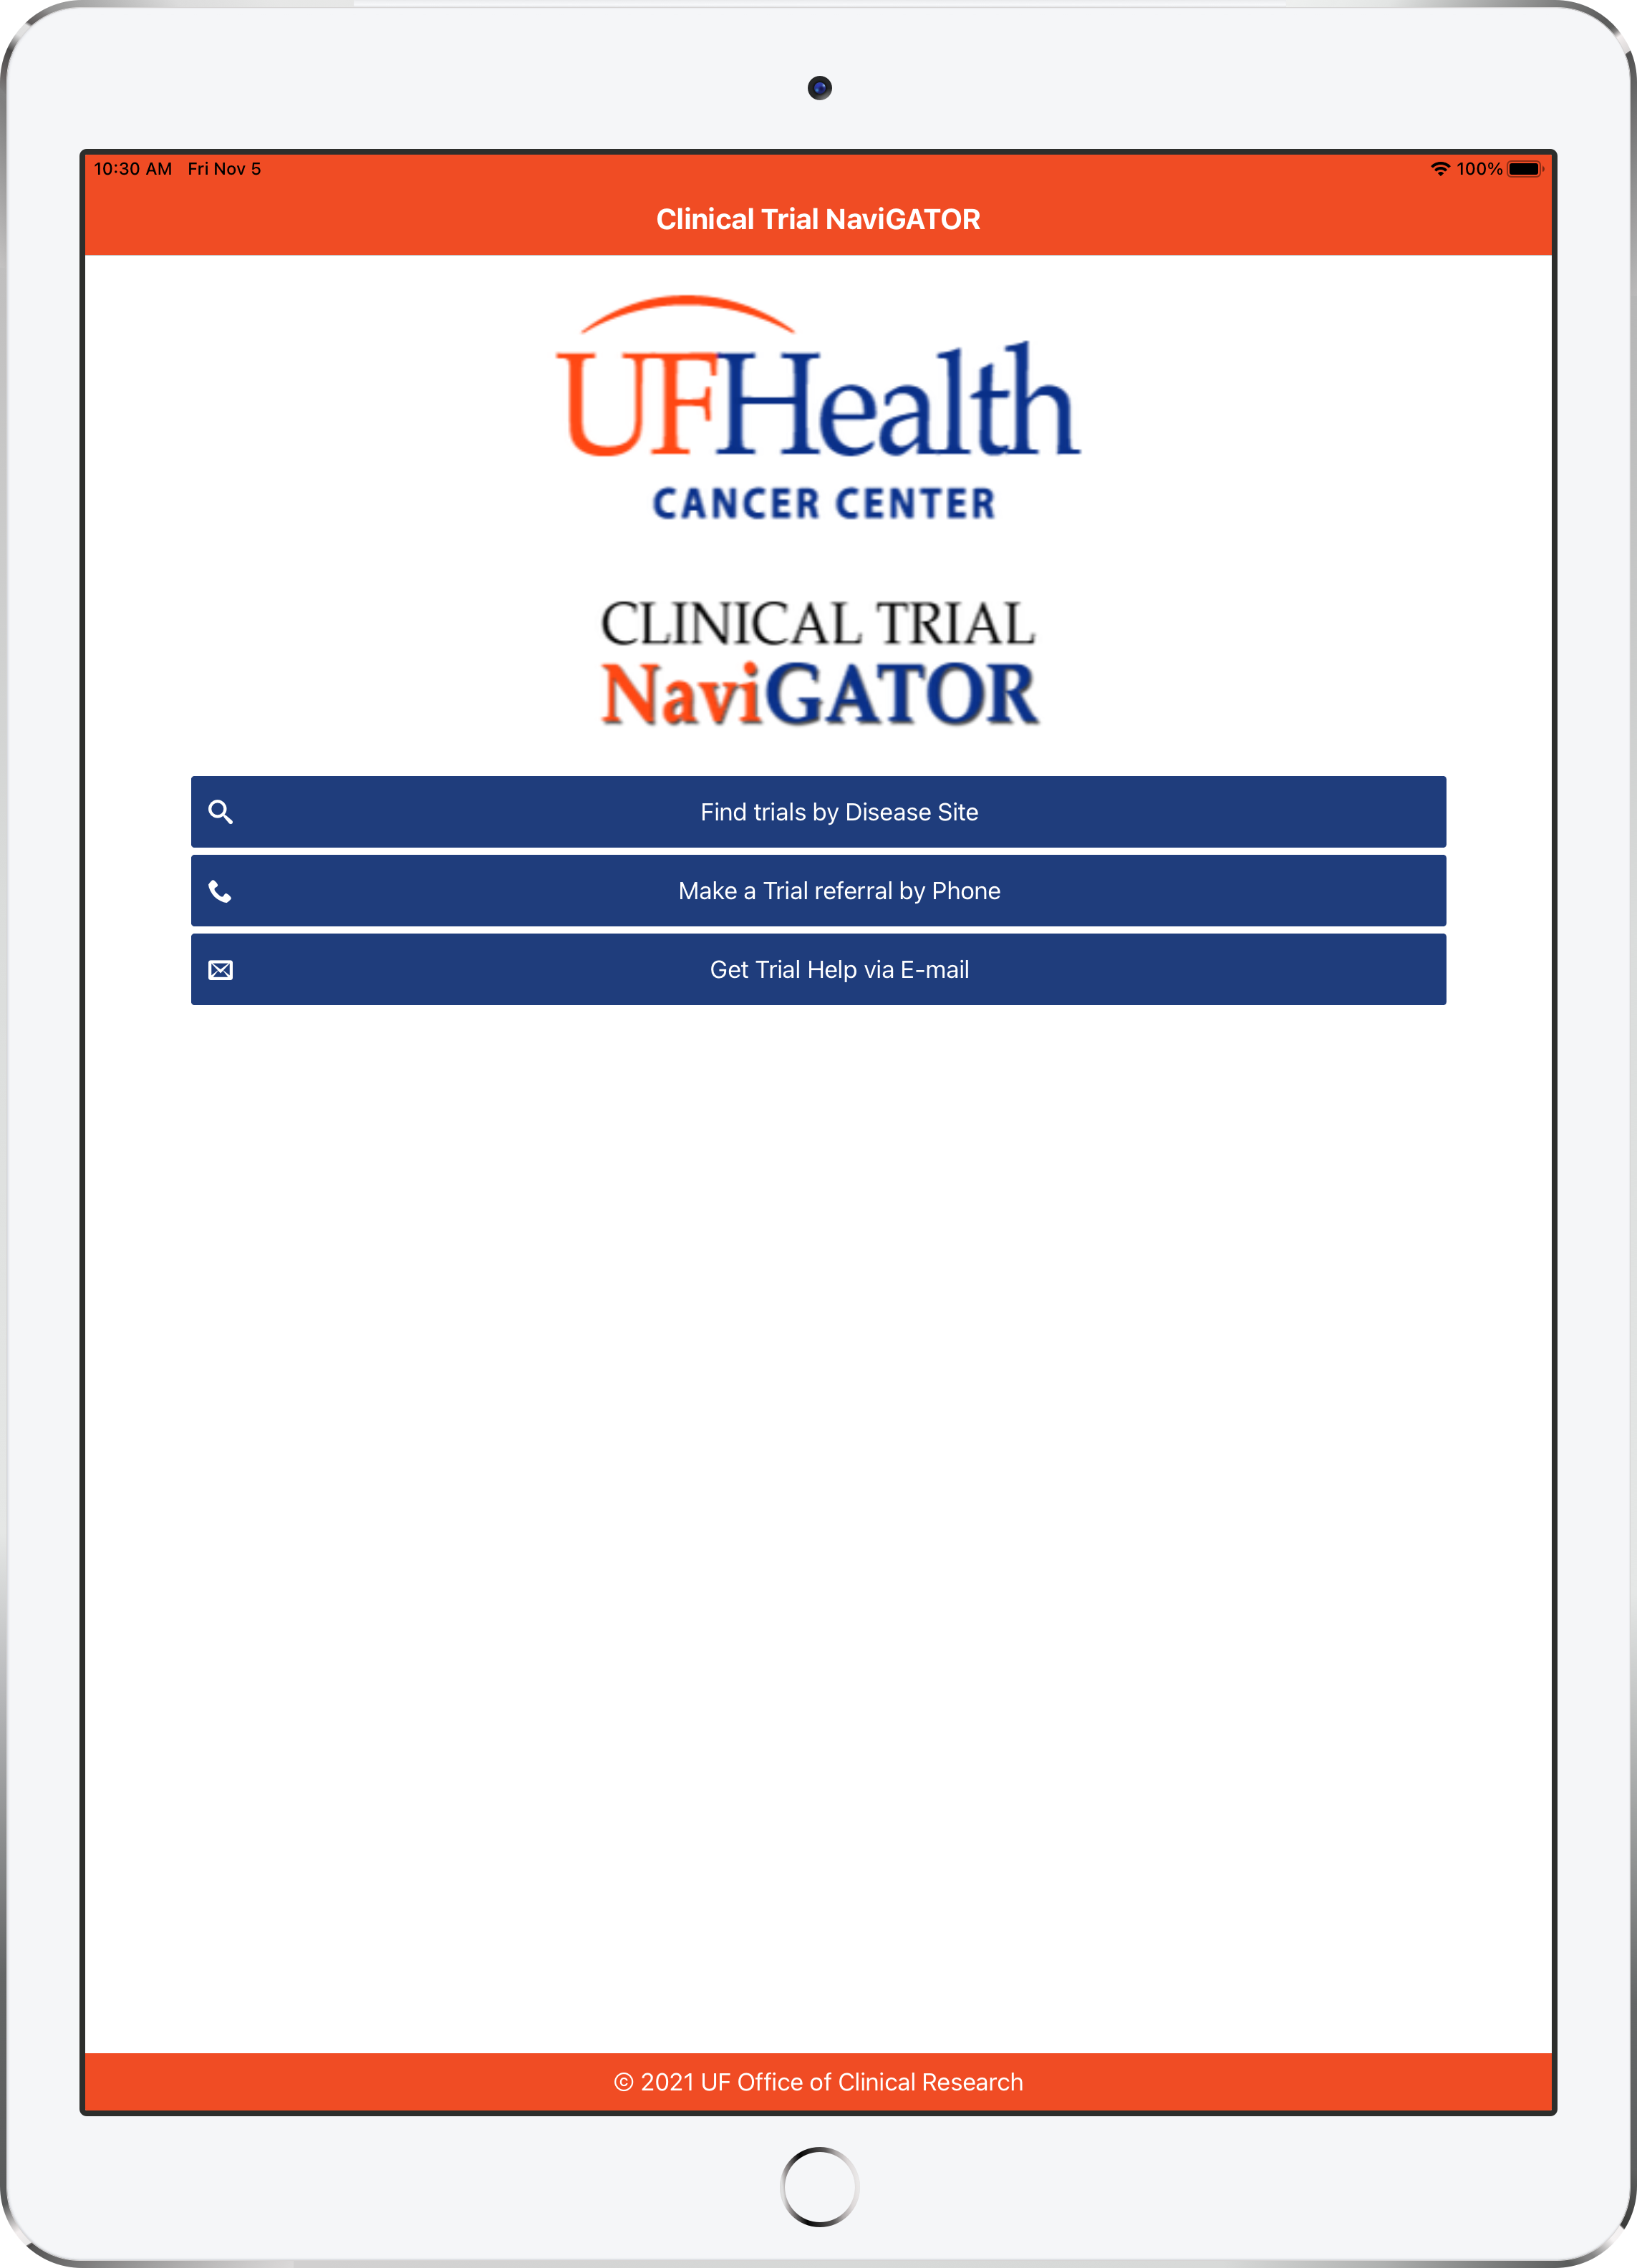 10:30 AM Fri Nov 5 100%
Clinical Trial NaviGATOR
UFHealth
CANCER CENTER
CLINICAL TRIAL
NaviGATOR
Find trials by Disease Site
Make a Trial referral by Phone
Get Trial Help via E-mail
© 2021 UF Office of Clinical Research